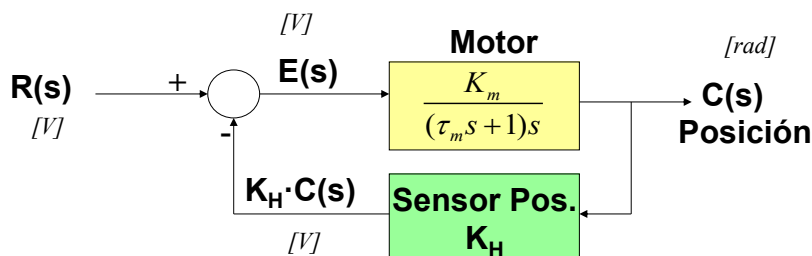 [V]
Motor
[rad]
R(s)
+
E(s)
K_m
(τ_m s + 1)s
C(s)
[V]
-
Posición
K_H·C(s)
Sensor Pos.
[V]
K_H